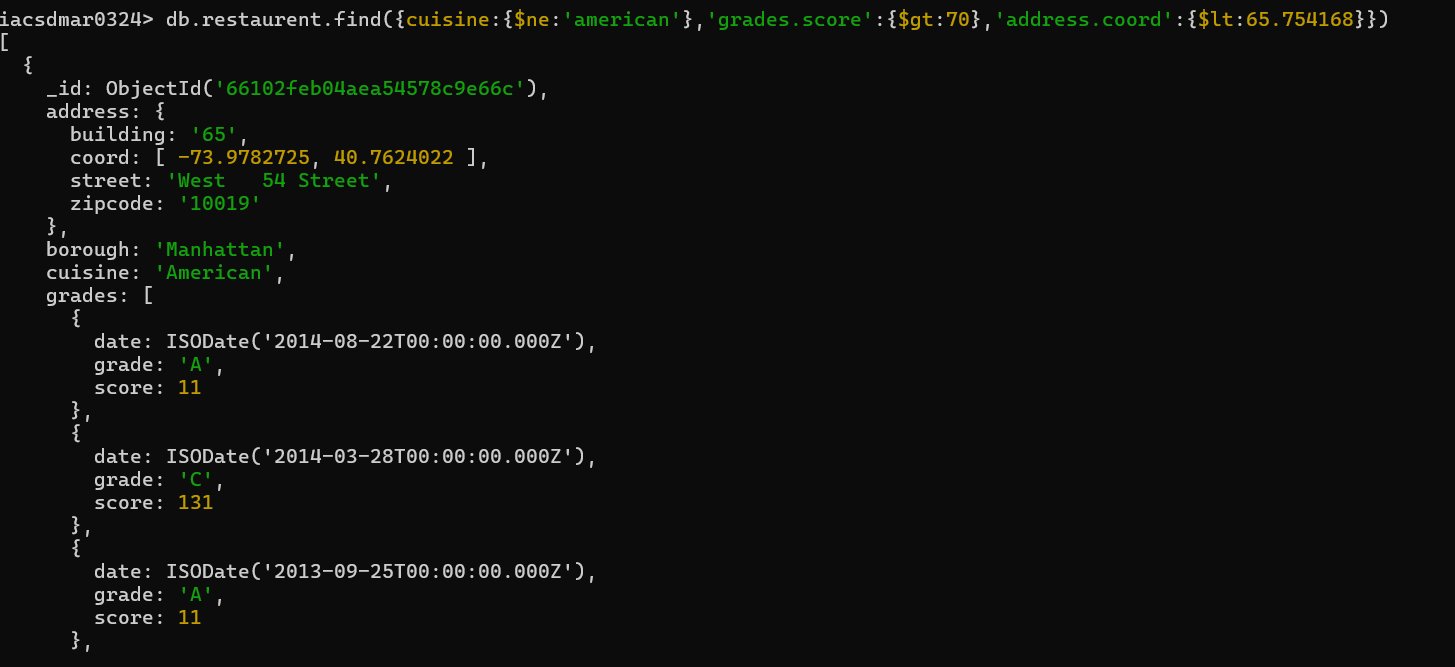 iacsdmar0324> db.restaurent.find({cuisine:{$ne:'american'},'grades.score':{$gt:70},'address.coord':{$lt:65.754168}})
[
  {
    _id: ObjectId('66102feb04aea54578c9e66c'),
    address: {
      building: '65',
      coord: [ -73.9782725, 40.7624022 ],
      street: 'West   54 Street',
      zipcode: '10019'
    },
    borough: 'Manhattan',
    cuisine: 'American',
    grades: [
      {
        date: ISODate('2014-08-22T00:00:00.000Z'),
        grade: 'A',
        score: 11
      },
      {
        date: ISODate('2014-03-28T00:00:00.000Z'),
        grade: 'C',
        score: 131
      },
      {
        date: ISODate('2013-09-25T00:00:00.000Z'),
        grade: 'A',
        score: 11
      },